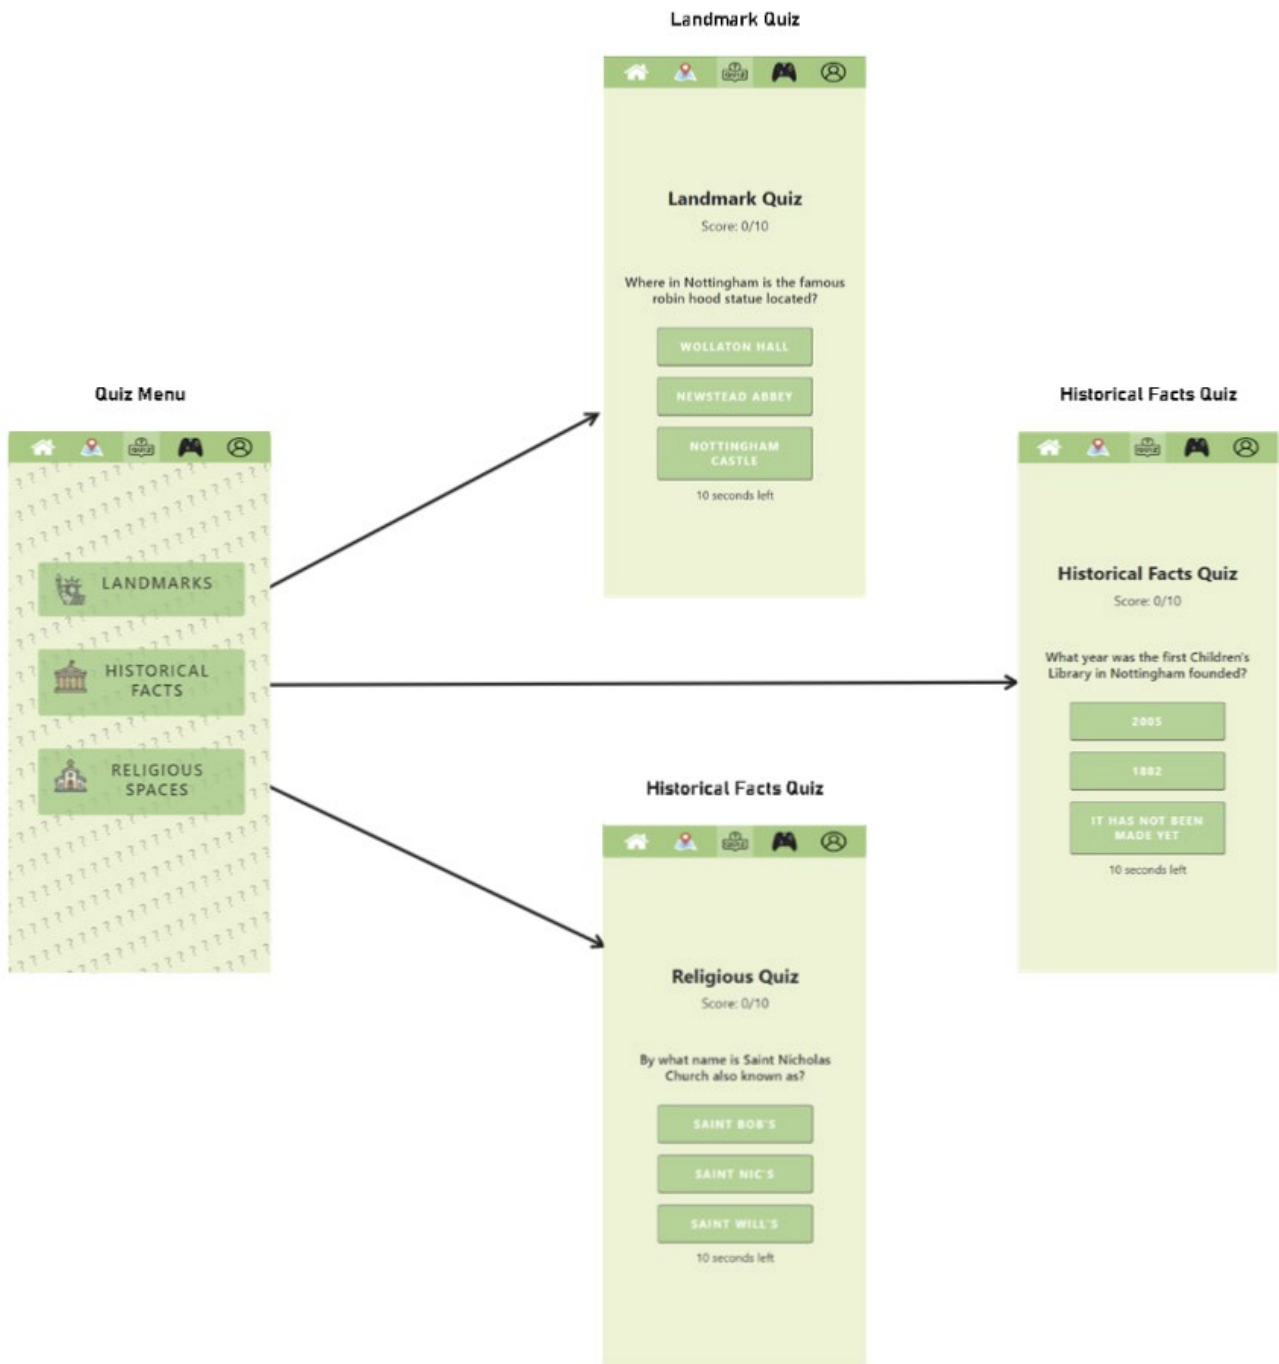 Landmark Quiz
QUIZ
Landmark Quiz
Score: 0/10
Where in Nottingham is the famous
robin hood statue located?
WOLLATON HALL
NEWSTEAD ABBEY
NOTTINGHAM
CASTLE
10 seconds left
Quiz Menu
QUIZ
LANDMARKS
HISTORICAL
FACTS
RELIGIOUS
SPACES
Historical Facts Quiz
QUIZ
Historical Facts Quiz
Score: 0/10
What year was the first Children's
Library in Nottingham founded?
2005
1882
IT HAS NOT BEEN
MADE YET
10 seconds left
Historical Facts Quiz
QUIZ
Religious Quiz
Score: 0/10
By what name is Saint Nicholas
Church also known as?
SAINT BOB'S
SAINT NIC'S
SAINT WILL'S
10 seconds left